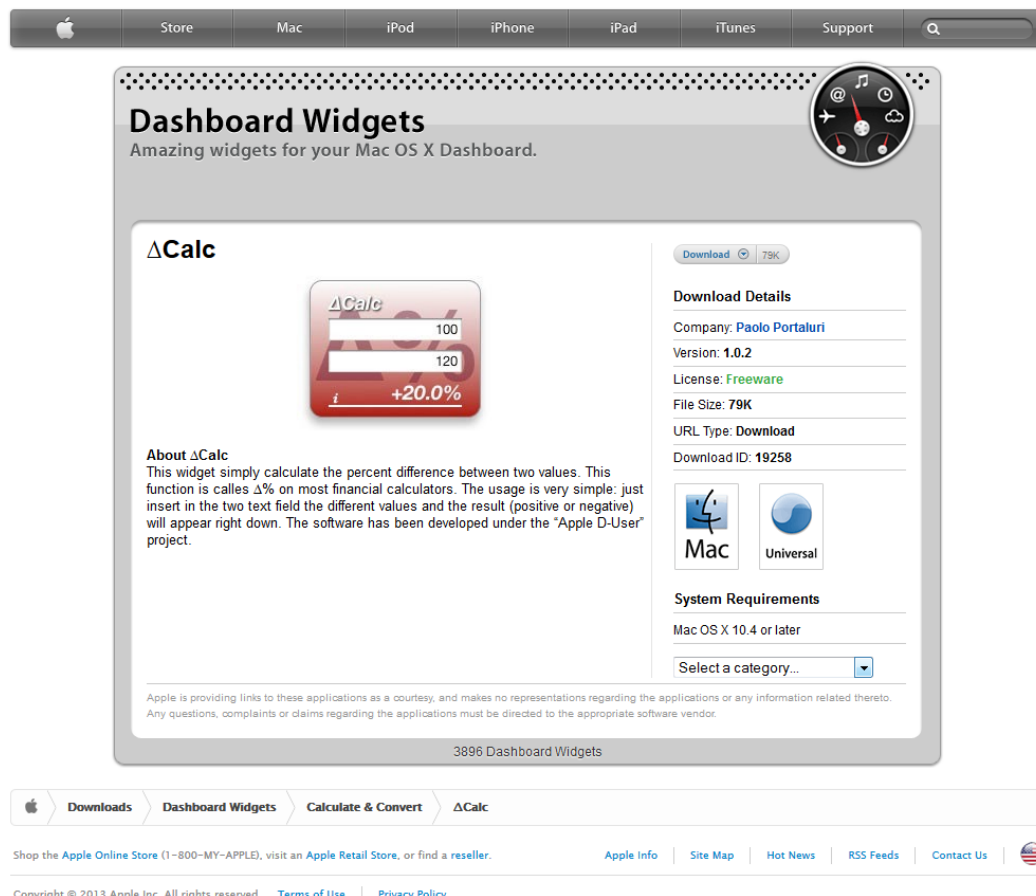 Store Mac iPod iPhone iPad iTunes Support
Dashboard Widgets
Amazing widgets for your Mac OS X Dashboard.
ΔCalc
ΔCalc
Δ%
100
120
i +20.0%
About ΔCalc
This widget simply calculate the percent difference between two values. This
function is calles Δ% on most financial calculators. The usage is very simple: just
insert in the two text field the different values and the result (positive or negative)
will appear right down. The software has been developed under the “Apple D-User”
project.
Download 79K
Download Details
Company: Paolo Portaluri
Version: 1.0.2
License: Freeware
File Size: 79K
URL Type: Download
Download ID: 19258
Mac Universal
System Requirements
Mac OS X 10.4 or later
Select a category...
Apple is providing links to these applications as a courtesy, and makes no representations regarding the applications or any information related thereto.
Any questions, complaints or claims regarding the applications must be directed to the appropriate software vendor.
3896 Dashboard Widgets
Downloads Dashboard Widgets Calculate & Convert ΔCalc
Shop the Apple Online Store (1-800-MY-APPLE), visit an Apple Retail Store, or find a reseller. Apple Info Site Map Hot News RSS Feeds Contact Us
Copyright © 2013 Apple Inc. All rights reserved. Terms of Use Privacy Policy